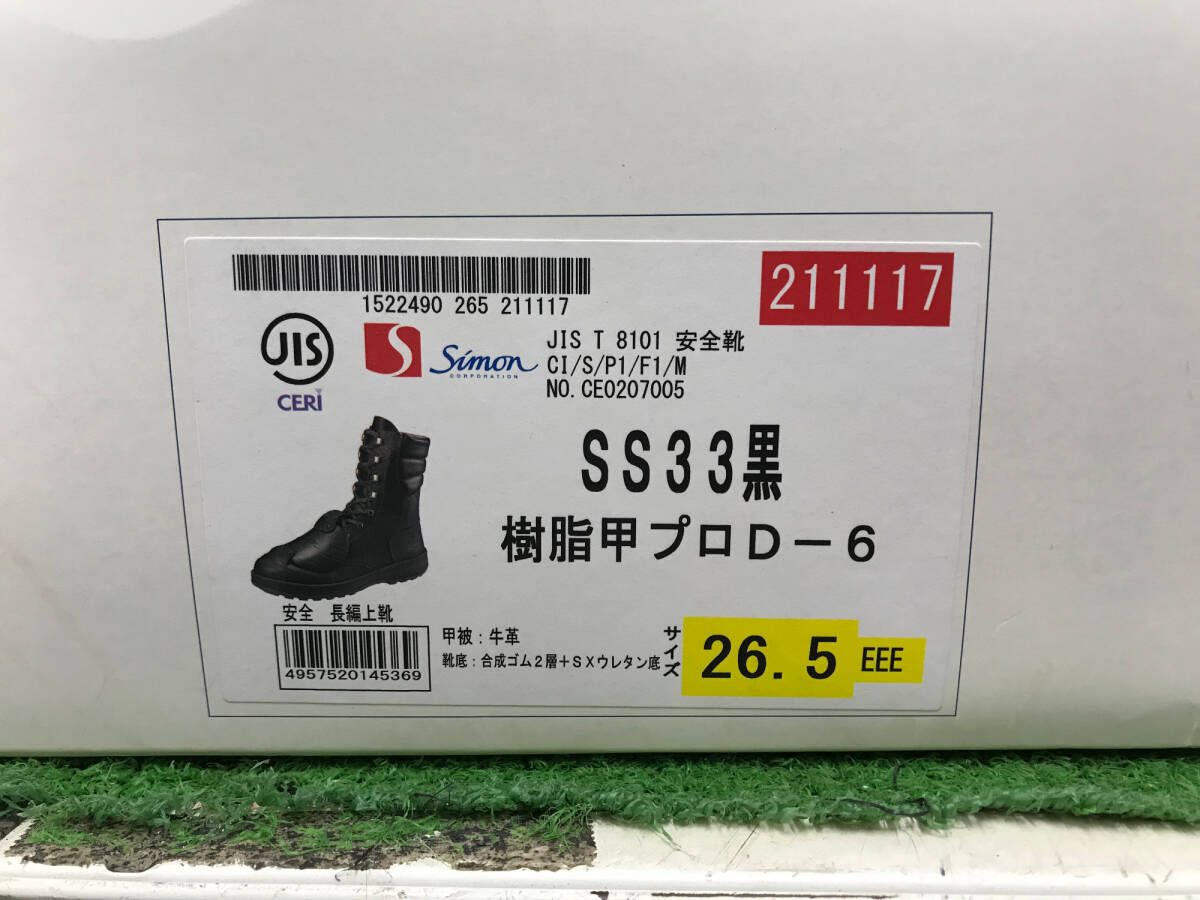 211117
1522490 265 211117
JIS
CERI
S
Simon
CORPORATION
JIS T 8101 安全靴
CI/S/P1/F1/M
NO.CE0207005
SS33黒
樹脂甲プロD－6
安全 長編上靴
4957520145369
甲被：牛革
靴底：合成ゴム2層＋SXウレタン底
サイズ
26.5
EEE